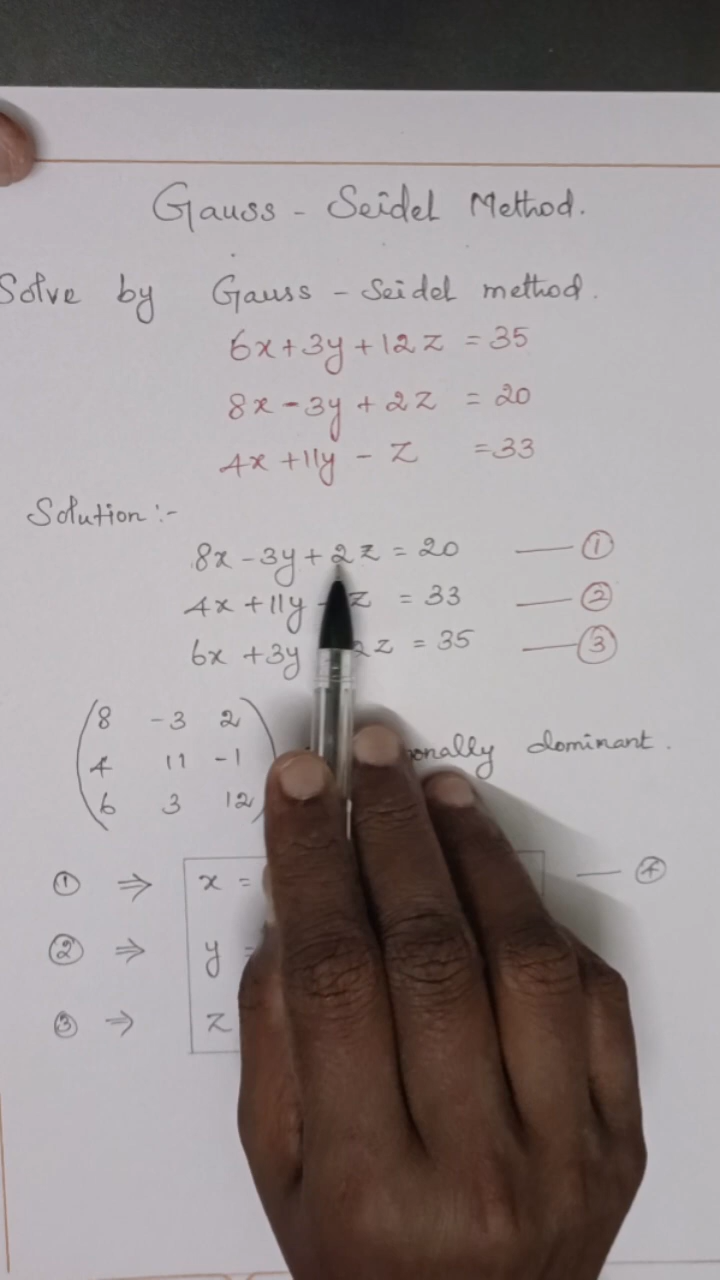 Gauss - Seidel Method.
Solve by Gauss - Seidel method.
6x+3y+12z = 35
8x-3y+2z = 20
4x+11y-z = 33
Solution :-
8x-3y+2z = 20 — ①
4x+11y z = 33 — ②
6x+3y 2z = 35 — ③
8 -3 2
4 11 -1
6 3 12
dominant.
① ⇒ x = — ④
② ⇒ y =
③ ⇒ z